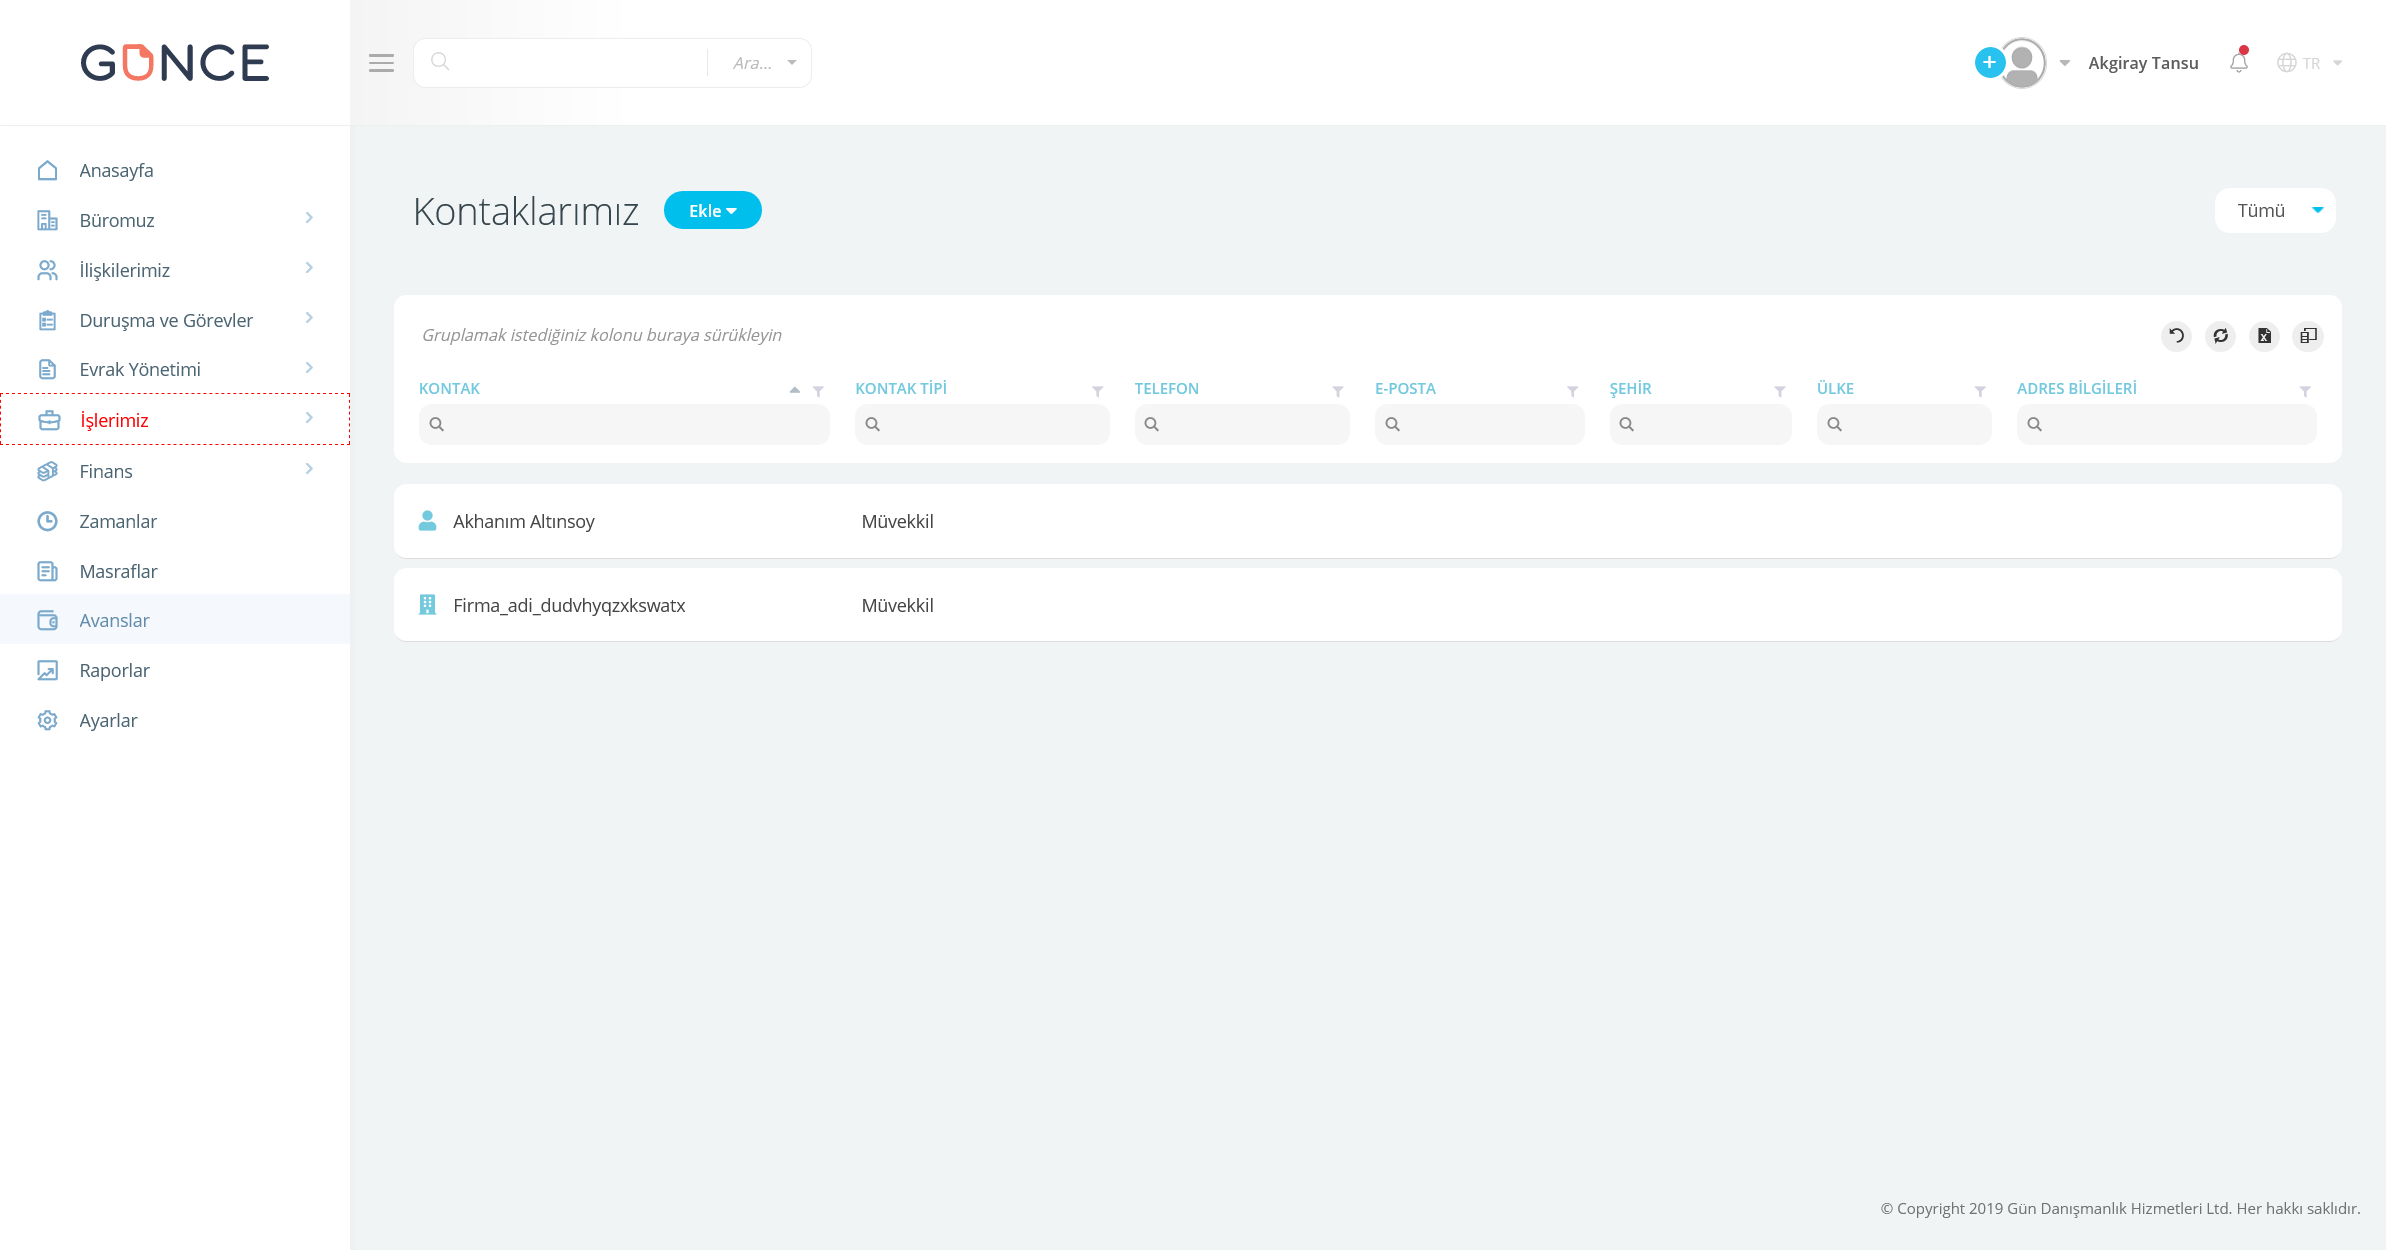 GÜNCE
Ara...
Akgiray Tansu
TR
Anasayfa
Büromuz
İlişkilerimiz
Duruşma ve Görevler
Evrak Yönetimi
İşlerimiz
Finans
Zamanlar
Masraflar
Avanslar
Raporlar
Ayarlar
Kontaklarımız
Ekle
Tümü
Gruplamak istediğiniz kolonu buraya sürükleyin
KONTAK KONTAK TİPİ TELEFON E-POSTA ŞEHİR ÜLKE ADRES BİLGİLERİ
Akhanım Altınsoy Müvekkil
Firma_adi_dudvhyqzxkswatx Müvekkil
© Copyright 2019 Gün Danışmanlık Hizmetleri Ltd. Her hakkı saklıdır.